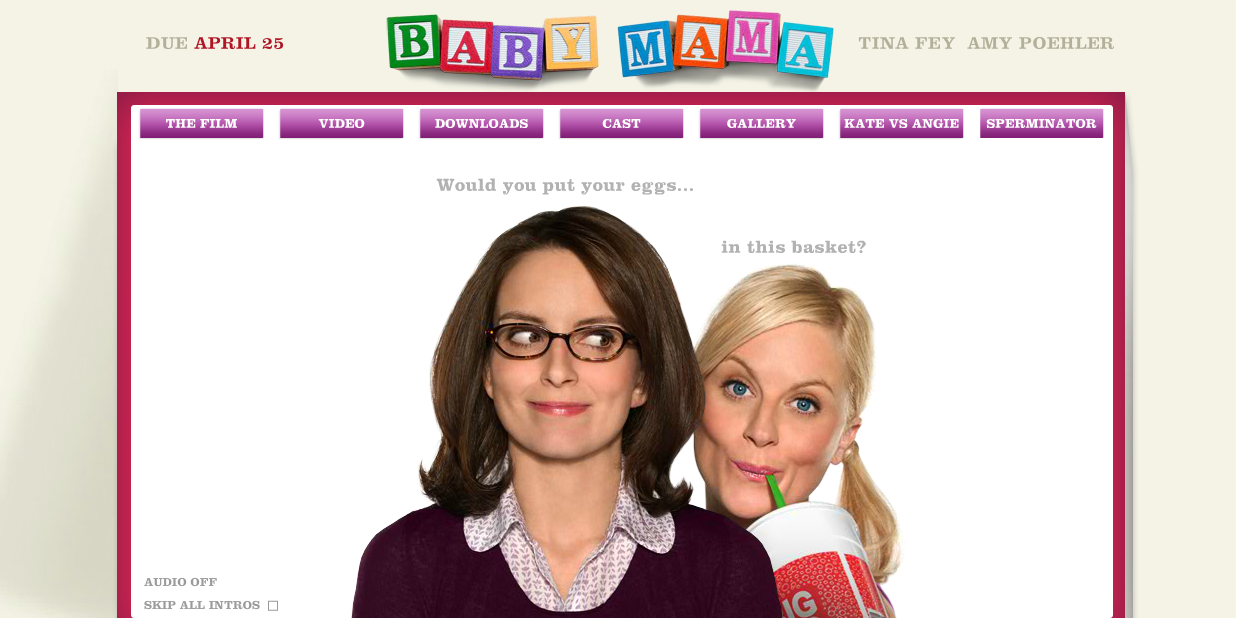 DUE APRIL 25
BABY MAMA
TINA FEY AMY POEHLER
THE FILM
VIDEO
DOWNLOADS
CAST
GALLERY
KATE VS ANGIE
SPERMINATOR
Would you put your eggs...
in this basket?
AUDIO OFF
SKIP ALL INTROS